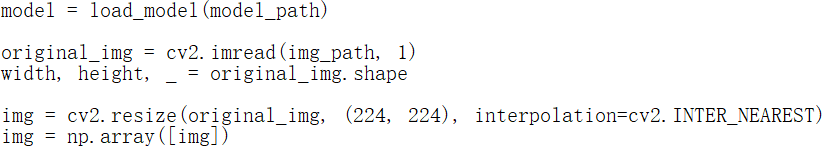 model = load_model(model_path)
original_img = cv2.imread(img_path, 1)
width, height, _ = original_img.shape
img = cv2.resize(original_img, (224, 224), interpolation=cv2.INTER_NEAREST)
img = np.array([img])